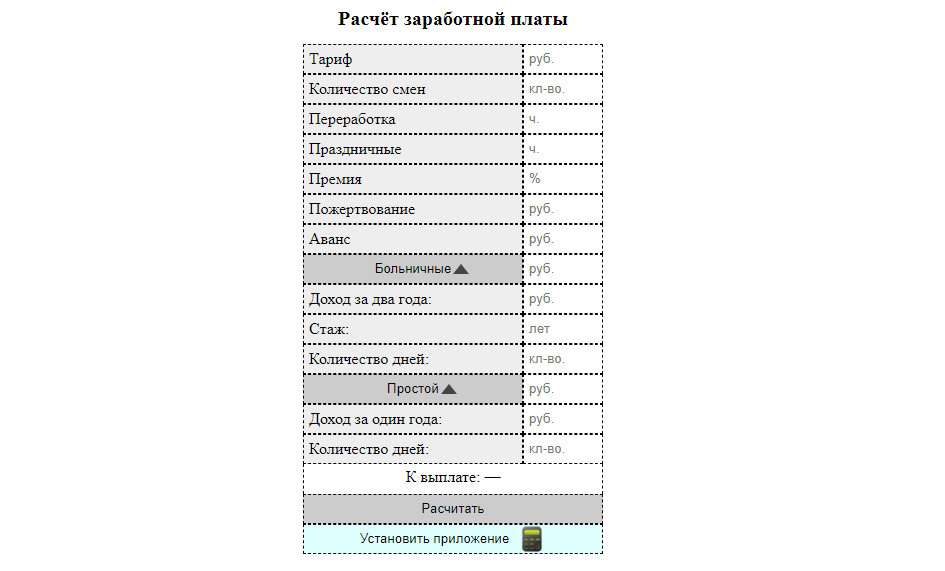 Расчёт заработной платы
Тариф руб.
Количество смен кл-во.
Переработка ч.
Праздничные ч.
Премия %
Пожертвование руб.
Аванс руб.
Больничные руб.
Доход за два года: руб.
Стаж: лет
Количество дней: кл-во.
Простой руб.
Доход за один года: руб.
Количество дней: кл-во.
К выплате: —
Расчитать
Установить приложение